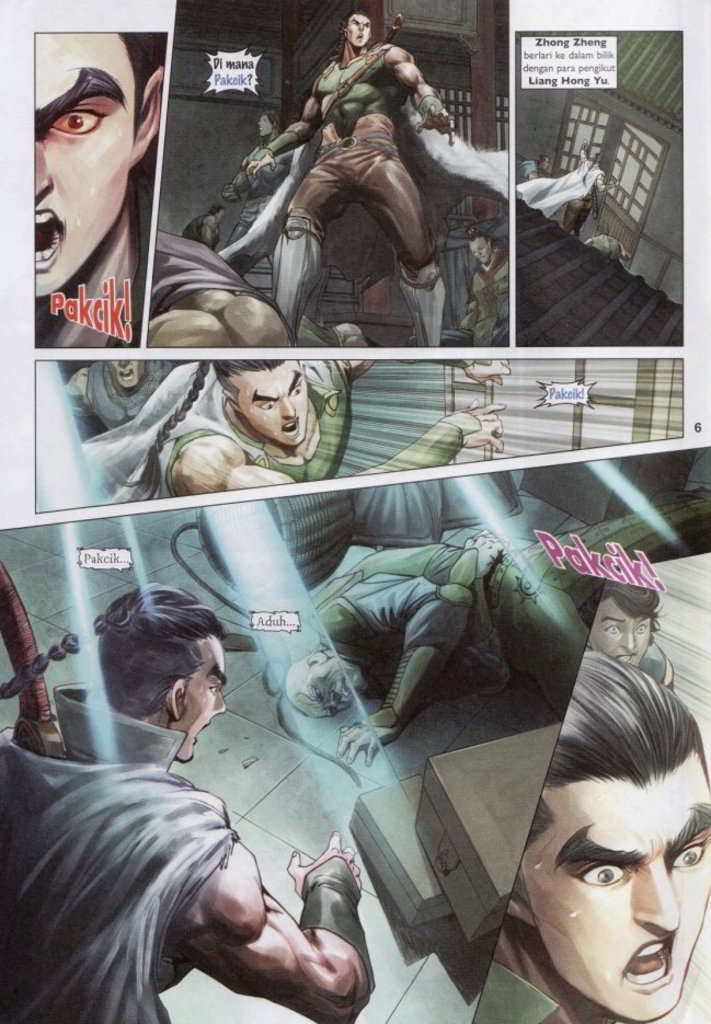 Pakcik!
Di mana
Pakcik?
Zhong Zheng
berlari ke dalam bilik
dengan para pengikut
Liang Hong Yu.
Pakcik!
6
Pakcik...
Aduh...
Pakcik!